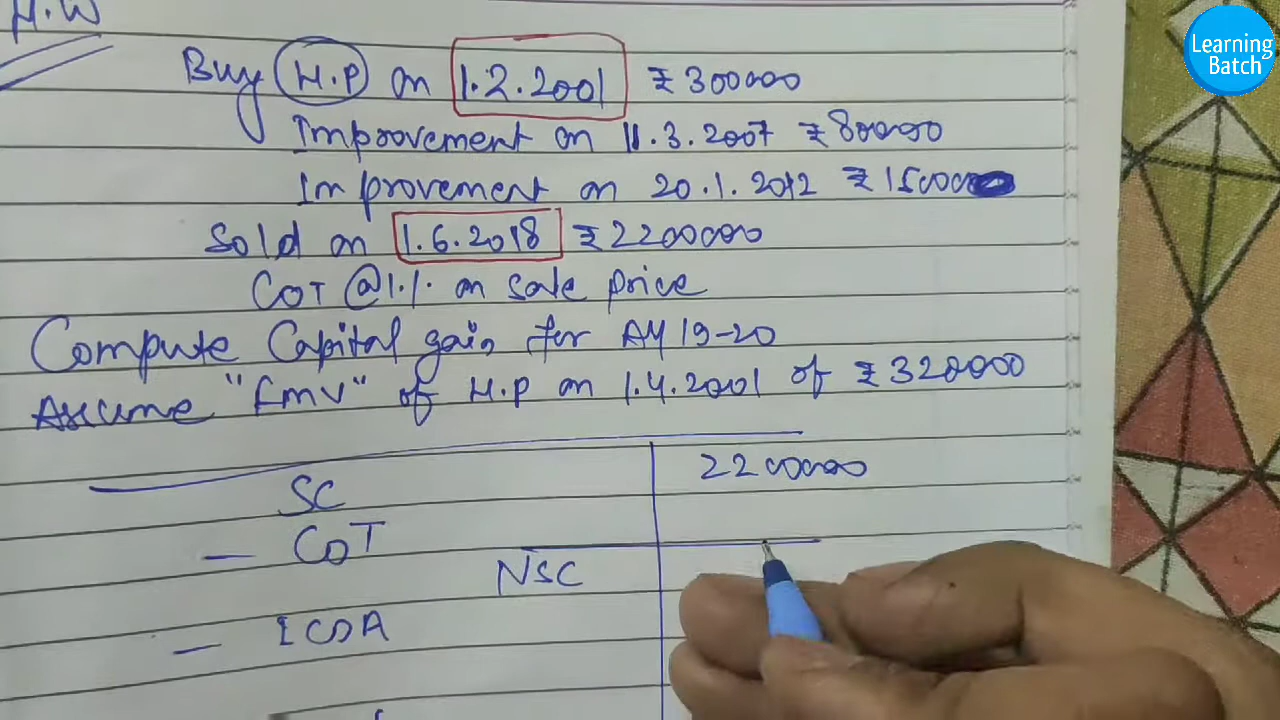 H.W
Learning
Batch
Buy H.P on 1.2.2001 ₹300000
Improvement on 11.3.2007 ₹80000
Improvement on 20.1.2012 ₹15000
Sold on 1.6.2018 ₹2200000
COT @1% on sale price
Compute Capital gain for AY 19-20
Assume "FMV" of H.P on 1.4.2001 of ₹320000
SC 2200000
— COT
NSC
— ICOA